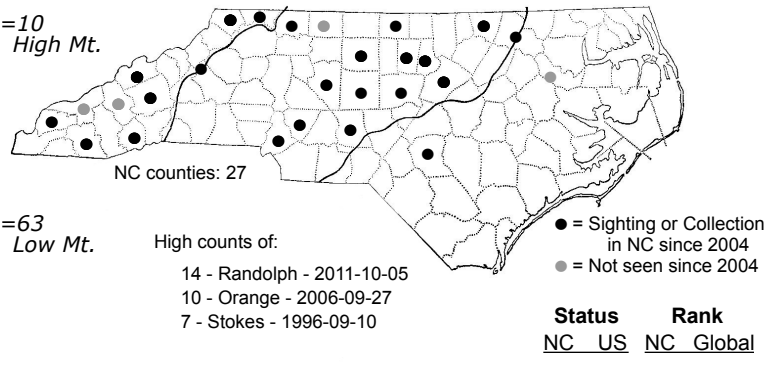 =10
High Mt.
NC counties: 27
=63
Low Mt.
High counts of:
14 - Randolph - 2011-10-05
10 - Orange - 2006-09-27
7 - Stokes - 1996-09-10
● = Sighting or Collection
in NC since 2004
● = Not seen since 2004
Status Rank
NC US NC Global